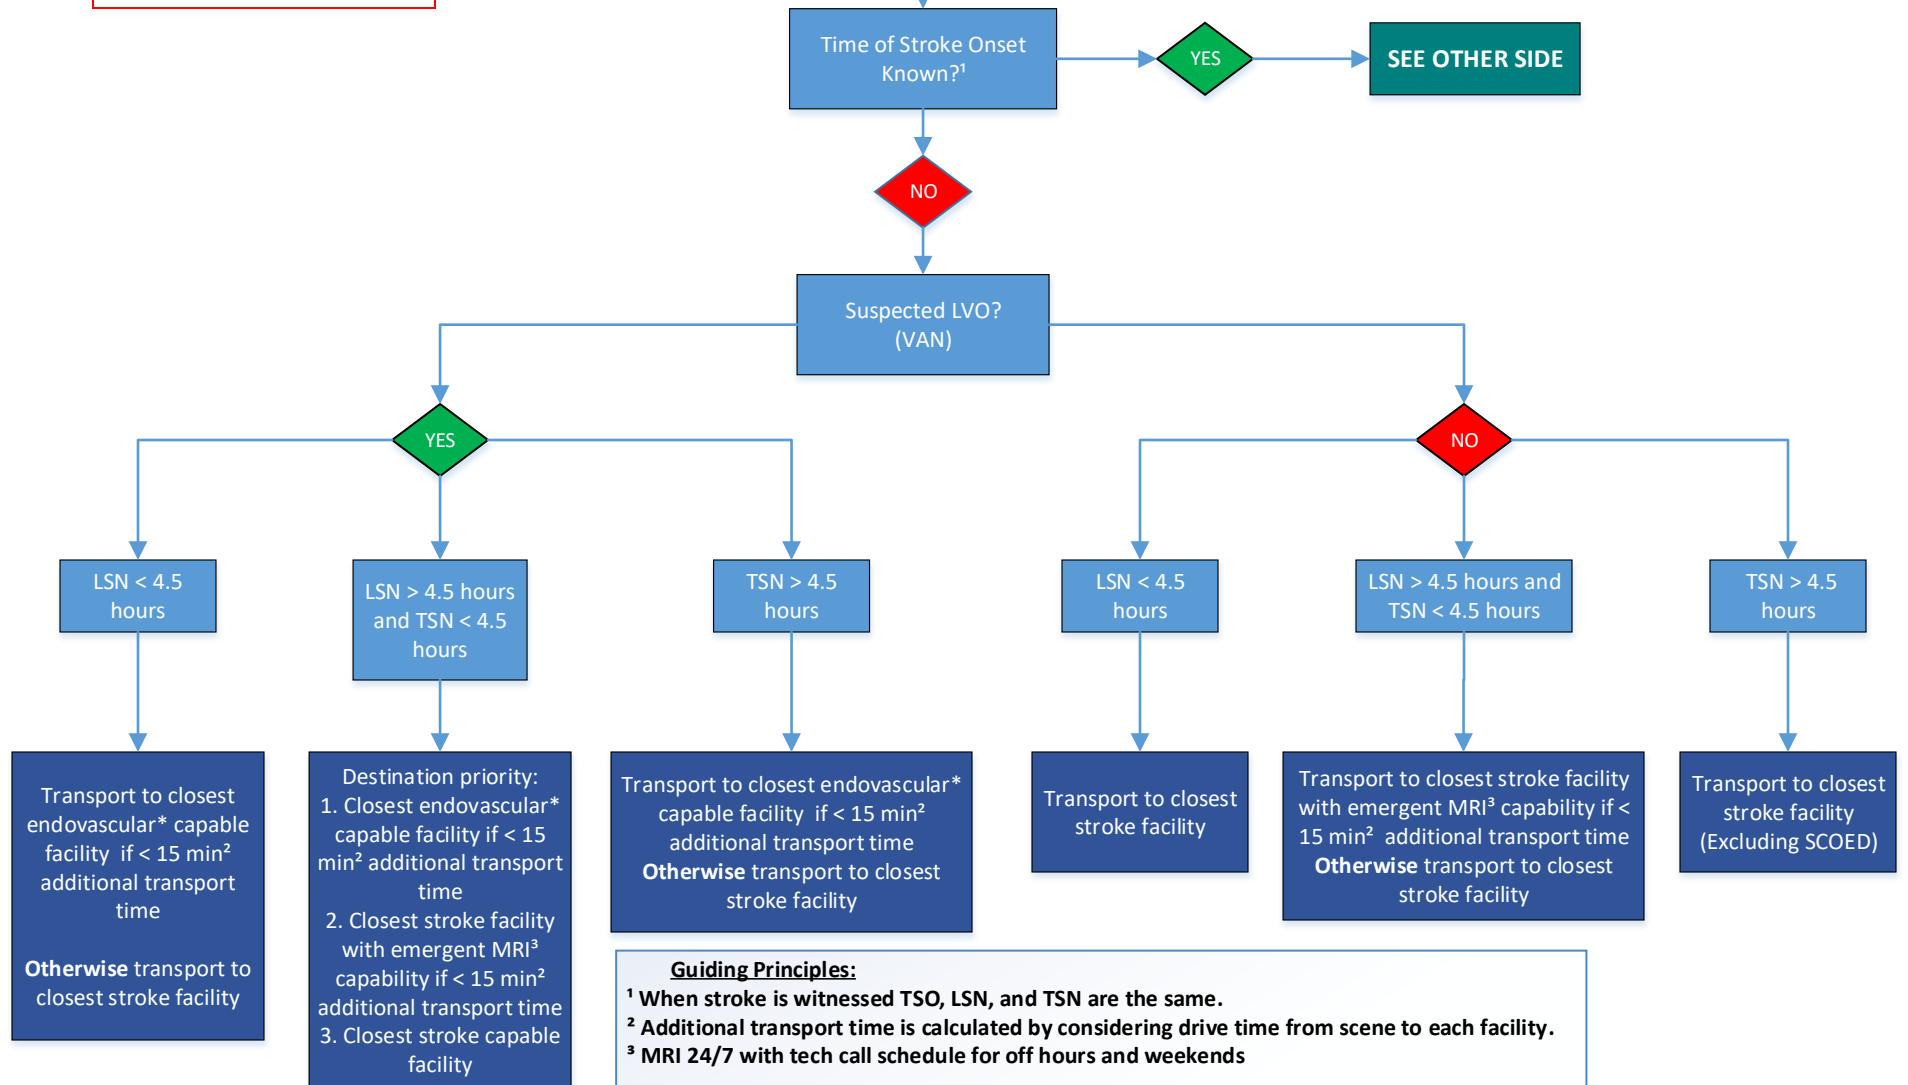 Time of Stroke Onset
Known?¹
YES
SEE OTHER SIDE
NO
Suspected LVO?
(VAN)
YES
NO
LSN < 4.5
hours
LSN > 4.5 hours
and TSN < 4.5
hours
TSN > 4.5
hours
LSN < 4.5
hours
LSN > 4.5 hours and
TSN < 4.5 hours
TSN > 4.5
hours
Transport to closest
endovascular* capable
facility if < 15 min²
additional transport
time
Otherwise transport to
closest stroke facility
Destination priority:
1. Closest endovascular*
capable facility if < 15
min² additional transport
time
2. Closest stroke facility
with emergent MRI³
capability if < 15 min²
additional transport time
3. Closest stroke capable
facility
Transport to closest endovascular*
capable facility if < 15 min²
additional transport time
Otherwise transport to closest
stroke facility
Transport to closest
stroke facility
Transport to closest stroke facility
with emergent MRI³ capability if <
15 min² additional transport time
Otherwise transport to closest
stroke facility
Transport to closest
stroke facility
(Excluding SCOED)
Guiding Principles:
¹ When stroke is witnessed TSO, LSN, and TSN are the same.
² Additional transport time is calculated by considering drive time from scene to each facility.
³ MRI 24/7 with tech call schedule for off hours and weekends